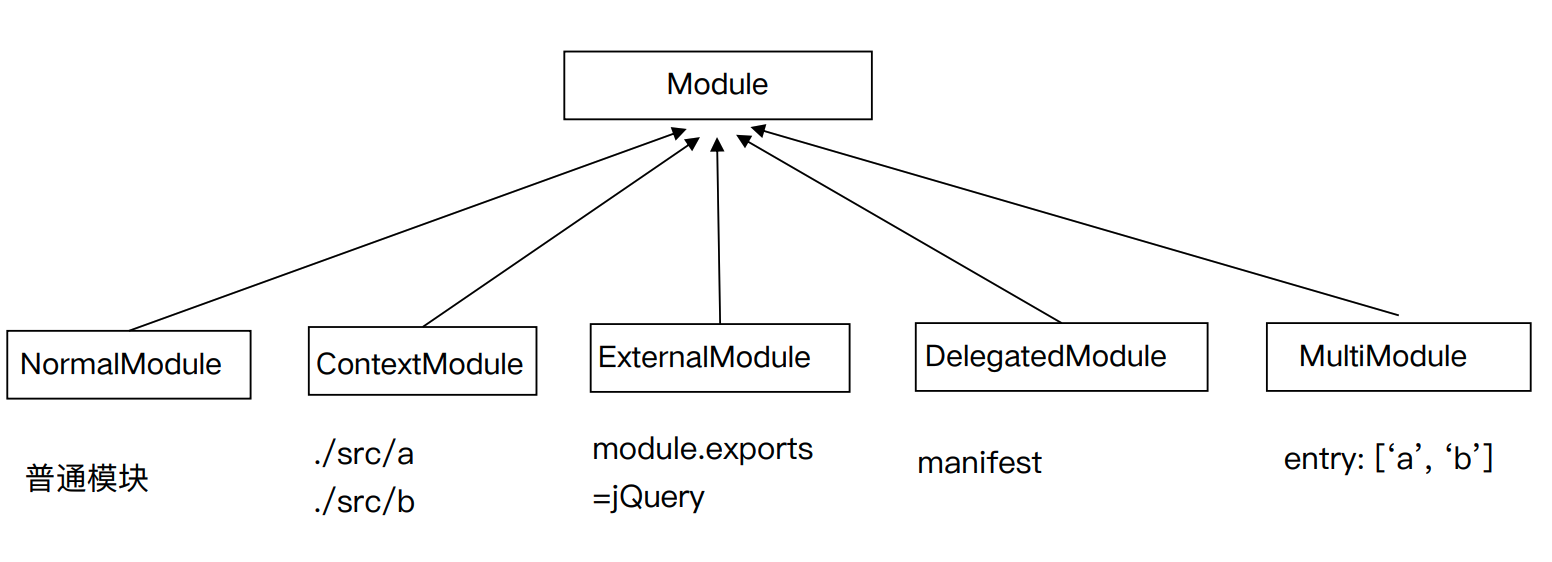 Module
NormalModule
ContextModule
ExternalModule
DelegatedModule
MultiModule
普通模块
./src/a
./src/b
module.exports
=jQuery
manifest
entry: [‘a’, ‘b’]